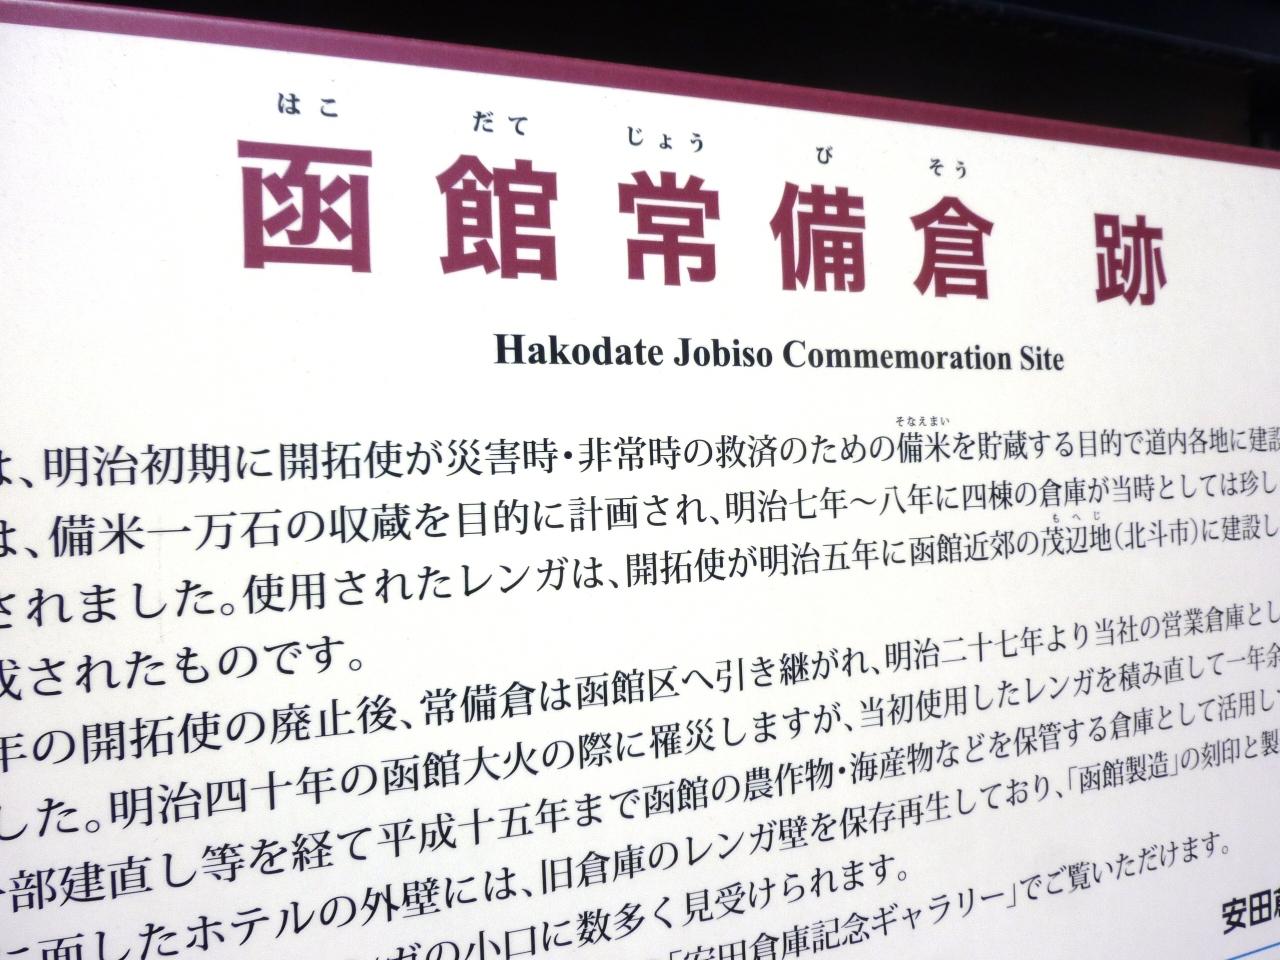 はこ だて じょう び そう
函館常備倉 跡
Hakodate Jobiso Commemoration Site
そなえまい
は、明治初期に開拓使が災害時・非常時の救済のための備米を貯蔵する目的で道内各地に建設
は、備米一万石の収蔵を目的に計画され、明治七年～八年に四棟の倉庫が当時としては珍し
もへじ
されました。使用されたレンガは、開拓使が明治五年に函館近郊の茂辺地（北斗市）に建設し
成されたものです。
年の開拓使の廃止後、常備倉は函館区へ引き継がれ、明治二十七年より当社の営業倉庫とし
した。明治四十年の函館大火の際に罹災しますが、当初使用したレンガを積み直して一年余
部建直し等を経て平成十五年まで函館の農作物・海産物などを保管する倉庫として活用し
に面したホテルの外壁には、旧倉庫のレンガ壁を保存再生しており、「函館製造」の刻印と製
ガの小口に数多く見受けられます。
「安田倉庫記念ギャラリー」でご覧いただけます。
安田倉